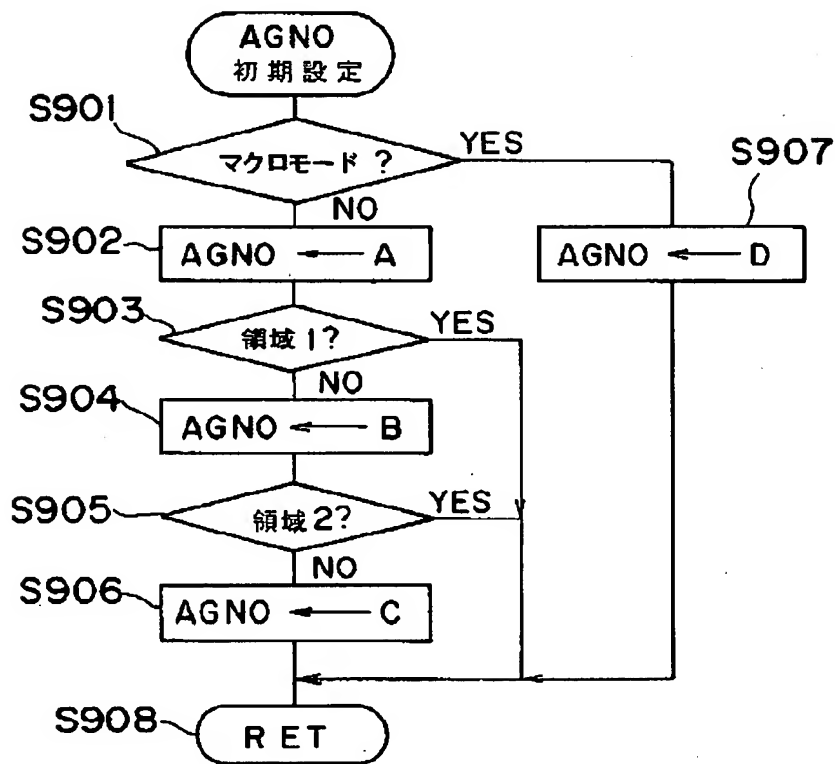 AGNO
初期設定
S901
マクロモード?
YES
NO
S907
AGNO ← D
S902
AGNO ← A
S903
領域1?
YES
NO
S904
AGNO ← B
S905
領域2?
YES
NO
S906
AGNO ← C
S908
RET